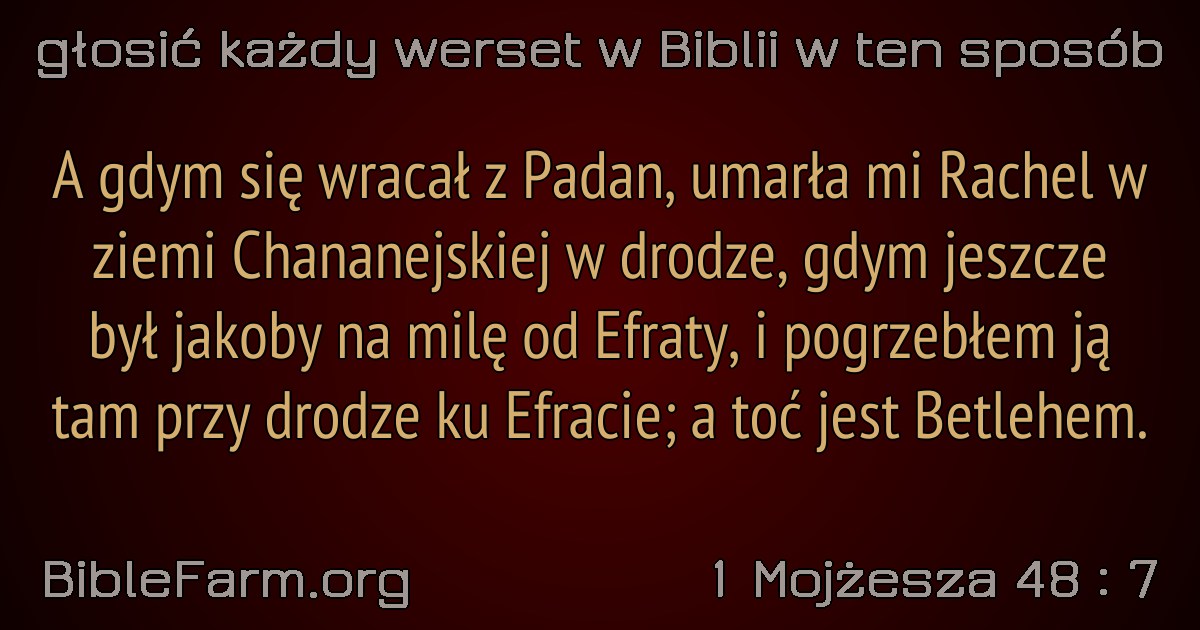 głosić każdy werset w Biblii w ten sposób
A gdym się wracał z Padan, umarła mi Rachel w
ziemi Chananejskiej w drodze, gdym jeszcze
był jakoby na milę od Efraty, i pogrzebłem ją
tam przy drodze ku Efracie; a toć jest Betlehem.
BibleFarm.org
1 Mojżesza 48 : 7